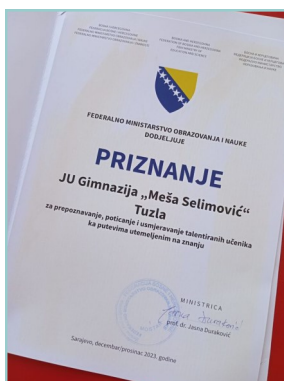 FEDERALNO MINISTARSTVO OBRAZOVANJA I NAUKE
DODJELJUJE
PRIZNANJE
JU Gimnazija „Meša Selimović“
Tuzla
za prepoznavanje, poticanje i usmjeravanje talentiranih učenika
ka putevima utemeljenim na znanju
MINISTRICA
prof. dr. Jasna Duraković
Sarajevo, decembar/prosinac 2023. godine